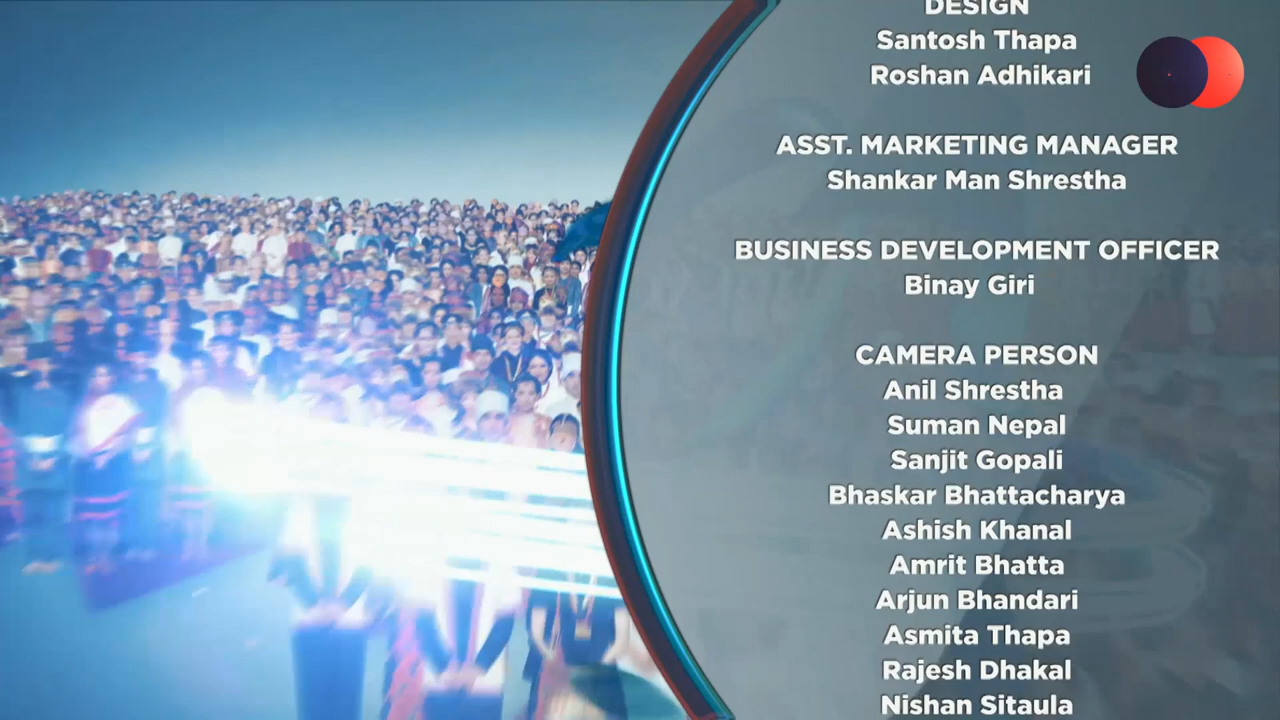 DESIGN
Santosh Thapa
Roshan Adhikari
ASST. MARKETING MANAGER
Shankar Man Shrestha
BUSINESS DEVELOPMENT OFFICER
Binay Giri
CAMERA PERSON
Anil Shrestha
Suman Nepal
Sanjit Gopali
Bhaskar Bhattacharya
Ashish Khanal
Amrit Bhatta
Arjun Bhandari
Asmita Thapa
Rajesh Dhakal
Nishan Sitaula